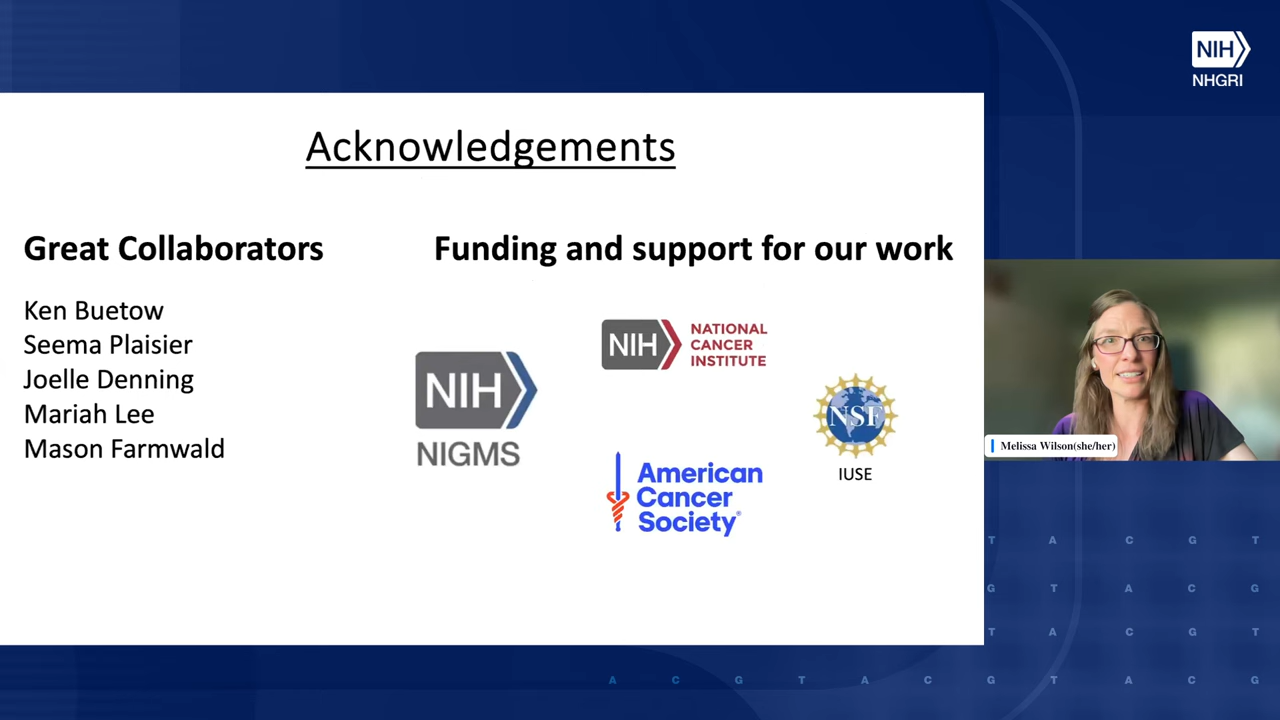 NIH
NHGRI
Acknowledgements
Great Collaborators
Funding and support for our work
Ken Buetow
Seema Plaisier
Joelle Denning
Mariah Lee
Mason Farmwald
NIH
NIGMS
NIH
NATIONAL
CANCER
INSTITUTE
NSF
IUSE
American
Cancer
Society®
Melissa Wilson(she/her)
T A C G T
G T A C G
T A C G T
A C G T A C G T A C G